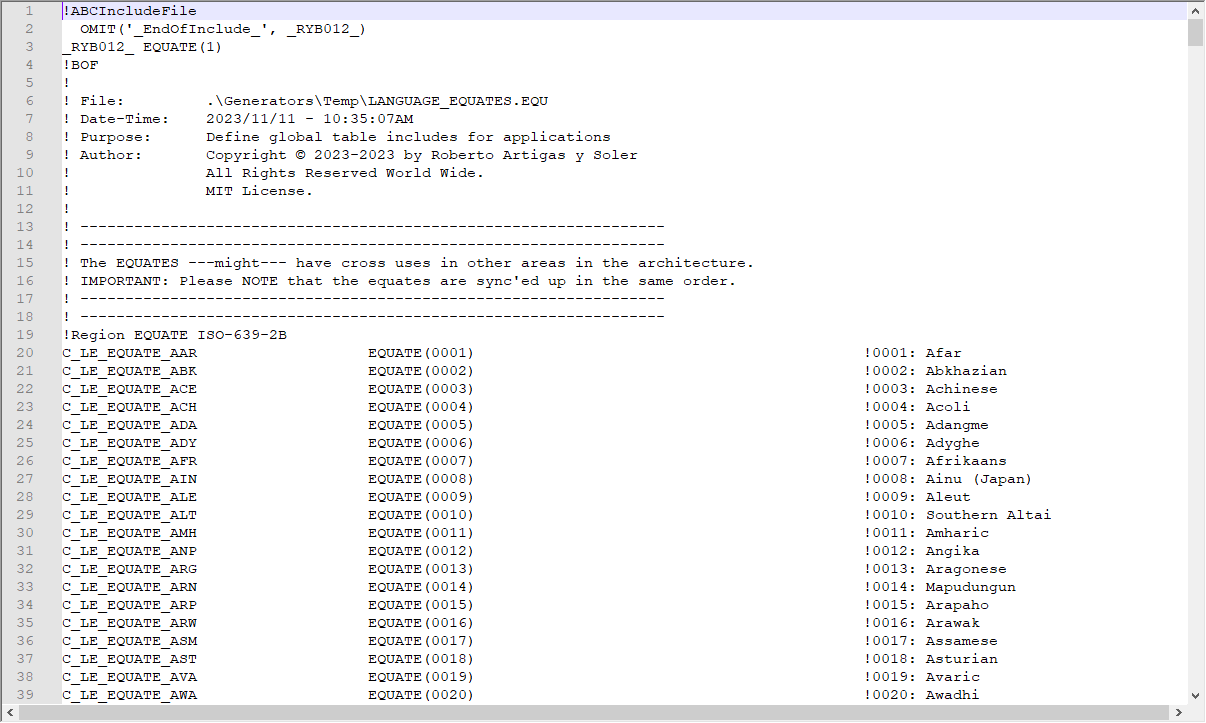 1 !ABCIncludeFile
2   OMIT('_EndOfInclude_', _RYB012_)
3 _RYB012_ EQUATE(1)
4 !BOF
5 !
6 ! File:         .\Generators\Temp\LANGUAGE_EQUATES.EQU
7 ! Date-Time:    2023/11/11 - 10:35:07AM
8 ! Purpose:      Define global table includes for applications
9 ! Author:       Copyright © 2023-2023 by Roberto Artigas y Soler
10 !               All Rights Reserved World Wide.
11 !               MIT License.
12 !
13 ! -----------------------------------------------------------------
14 ! -----------------------------------------------------------------
15 ! The EQUATES ---might--- have cross uses in other areas in the architecture.
16 ! IMPORTANT: Please NOTE that the equates are sync'ed up in the same order.
17 ! -----------------------------------------------------------------
18 ! -----------------------------------------------------------------
19 !Region EQUATE ISO-639-2B
20 C_LE_EQUATE_AAR                   EQUATE(0001)                                           !0001: Afar
21 C_LE_EQUATE_ABK                   EQUATE(0002)                                           !0002: Abkhazian
22 C_LE_EQUATE_ACE                   EQUATE(0003)                                           !0003: Achinese
23 C_LE_EQUATE_ACH                   EQUATE(0004)                                           !0004: Acoli
24 C_LE_EQUATE_ADA                   EQUATE(0005)                                           !0005: Adangme
25 C_LE_EQUATE_ADY                   EQUATE(0006)                                           !0006: Adyghe
26 C_LE_EQUATE_AFR                   EQUATE(0007)                                           !0007: Afrikaans
27 C_LE_EQUATE_AIN                   EQUATE(0008)                                           !0008: Ainu (Japan)
28 C_LE_EQUATE_ALE                   EQUATE(0009)                                           !0009: Aleut
29 C_LE_EQUATE_ALT                   EQUATE(0010)                                           !0010: Southern Altai
30 C_LE_EQUATE_AMH                   EQUATE(0011)                                           !0011: Amharic
31 C_LE_EQUATE_ANP                   EQUATE(0012)                                           !0012: Angika
32 C_LE_EQUATE_ARG                   EQUATE(0013)                                           !0013: Aragonese
33 C_LE_EQUATE_ARN                   EQUATE(0014)                                           !0014: Mapudungun
34 C_LE_EQUATE_ARP                   EQUATE(0015)                                           !0015: Arapaho
35 C_LE_EQUATE_ARW                   EQUATE(0016)                                           !0016: Arawak
36 C_LE_EQUATE_ASM                   EQUATE(0017)                                           !0017: Assamese
37 C_LE_EQUATE_AST                   EQUATE(0018)                                           !0018: Asturian
38 C_LE_EQUATE_AVA                   EQUATE(0019)                                           !0019: Avaric
39 C_LE_EQUATE_AWA                   EQUATE(0020)                                           !0020: Awadhi